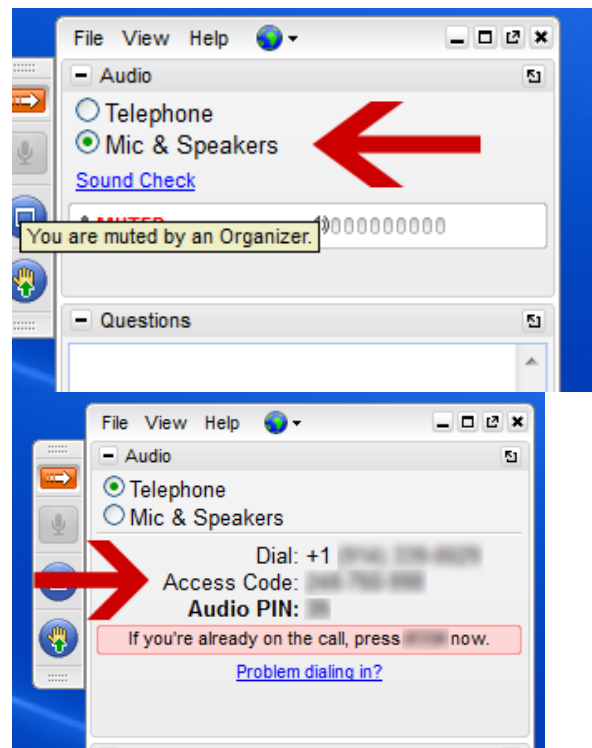 File View Help
Audio
Telephone
Mic & Speakers
Sound Check
You are muted by an Organizer.
Questions
File View Help
Audio
Telephone
Mic & Speakers
Dial: +1
Access Code:
Audio PIN:
If you're already on the call, press now.
Problem dialing in?